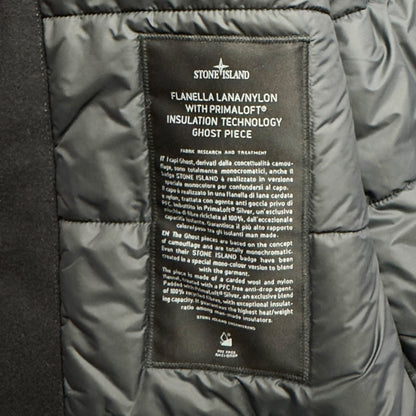 STONE ISLAND
FLANELLA LANA/NYLON
WITH PRIMALOFT®
INSULATION TECHNOLOGY
GHOST PIECE
FABRIC RESEARCH AND TREATMENT
IT I capi Ghost, derivati dalla concettualità camou-
flage, sono totalmente monocromatici, anche il
badge STONE ISLAND è realizzato in versione
speciale monocolore per confondersi al capo.
Il capo è realizzato in una flanella di lana cardata
e nylon, trattata con agente anti goccia privo di
PFC. Imbottito in PrimaLoft® Silver, un'esclusiva
mischia di fibre riciclate al 100%, dall'eccezionale
capacità isolante. Garantisce il più alto rapporto
calore/peso tra gli isolanti man made.
EN The Ghost pieces are based on the concept
of camouflage and are totally monochromatic.
Even their STONE ISLAND badge have been
created in a special mono-colour version to blend
with the garment.
The piece is made of a carded wool and nylon
flannel, treated with a PFC free anti-drop agent.
Padded with PrimaLoft® Silver, an exclusive blend
of 100% recycled fibres, with exceptional insulat-
ing capacity. It guarantees the highest heat/weight
ratio among man-made insulators.
STONE ISLAND ENGINEERING
PFC FREE
ANTI-DROP